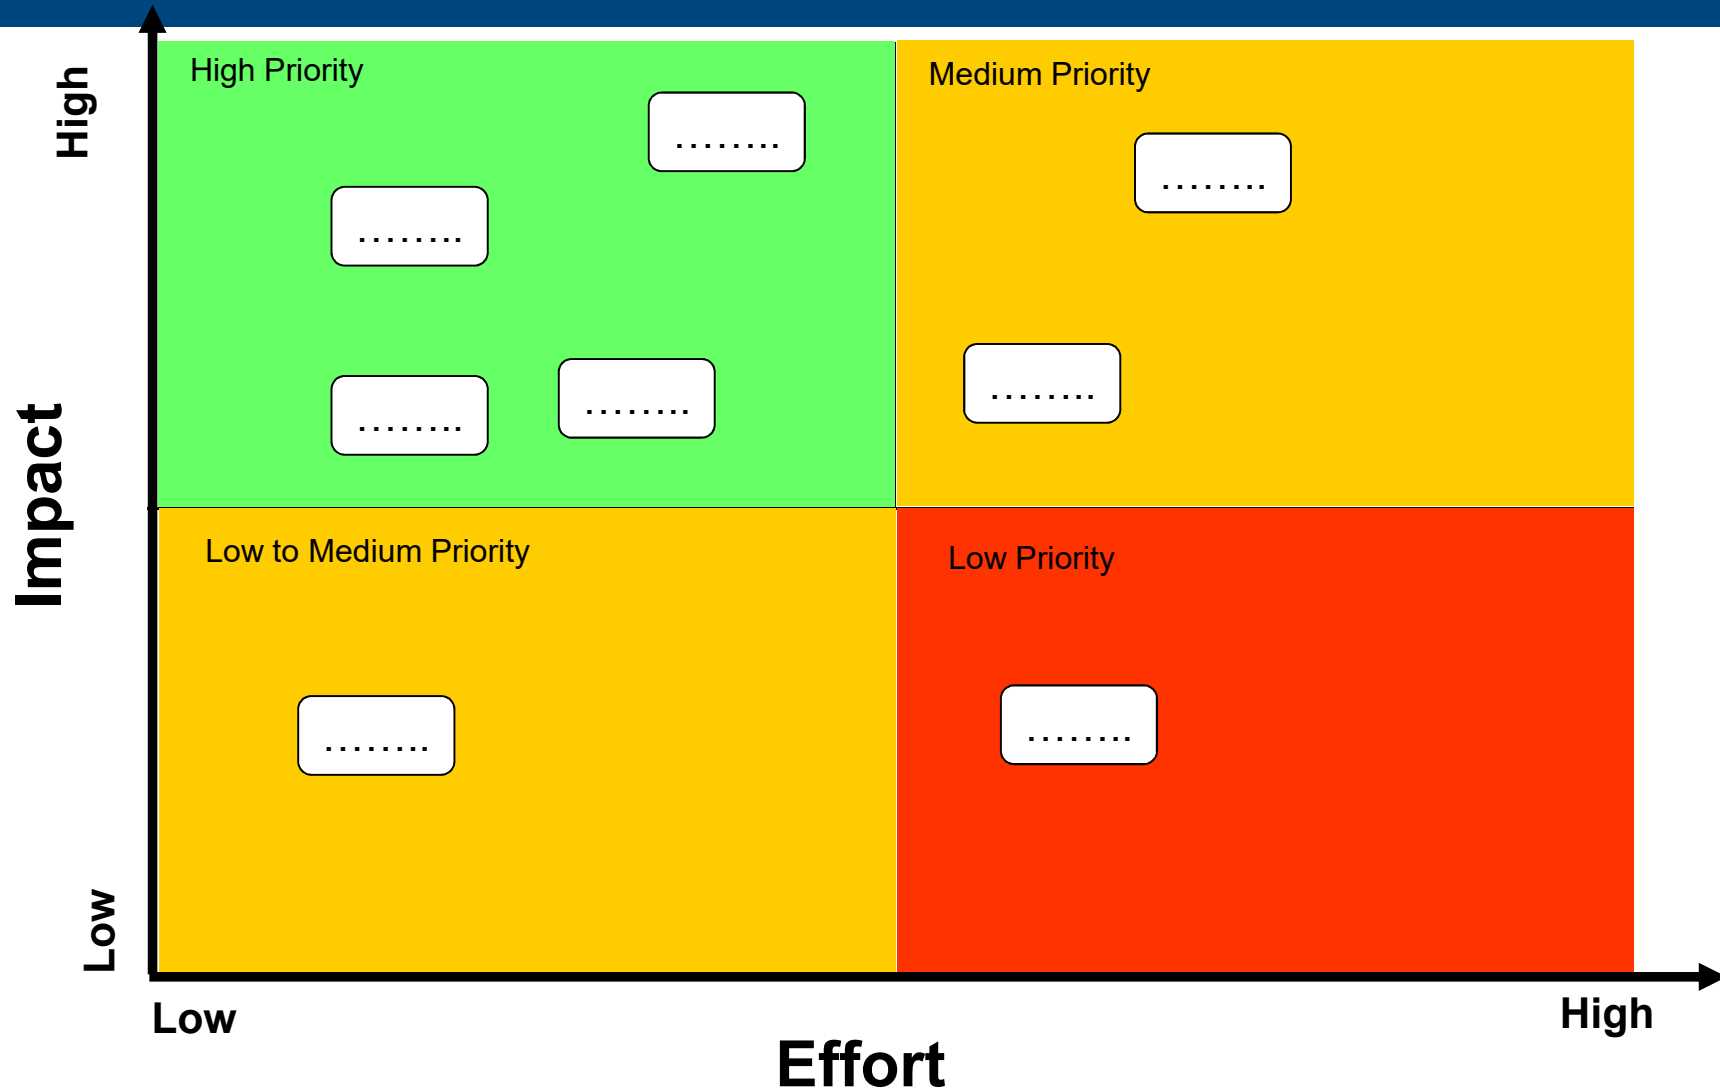 High
High Priority
Medium Priority
........
........
........
........
........
........
Impact
Low to Medium Priority
Low Priority
........
........
Low
Low
High
Effort